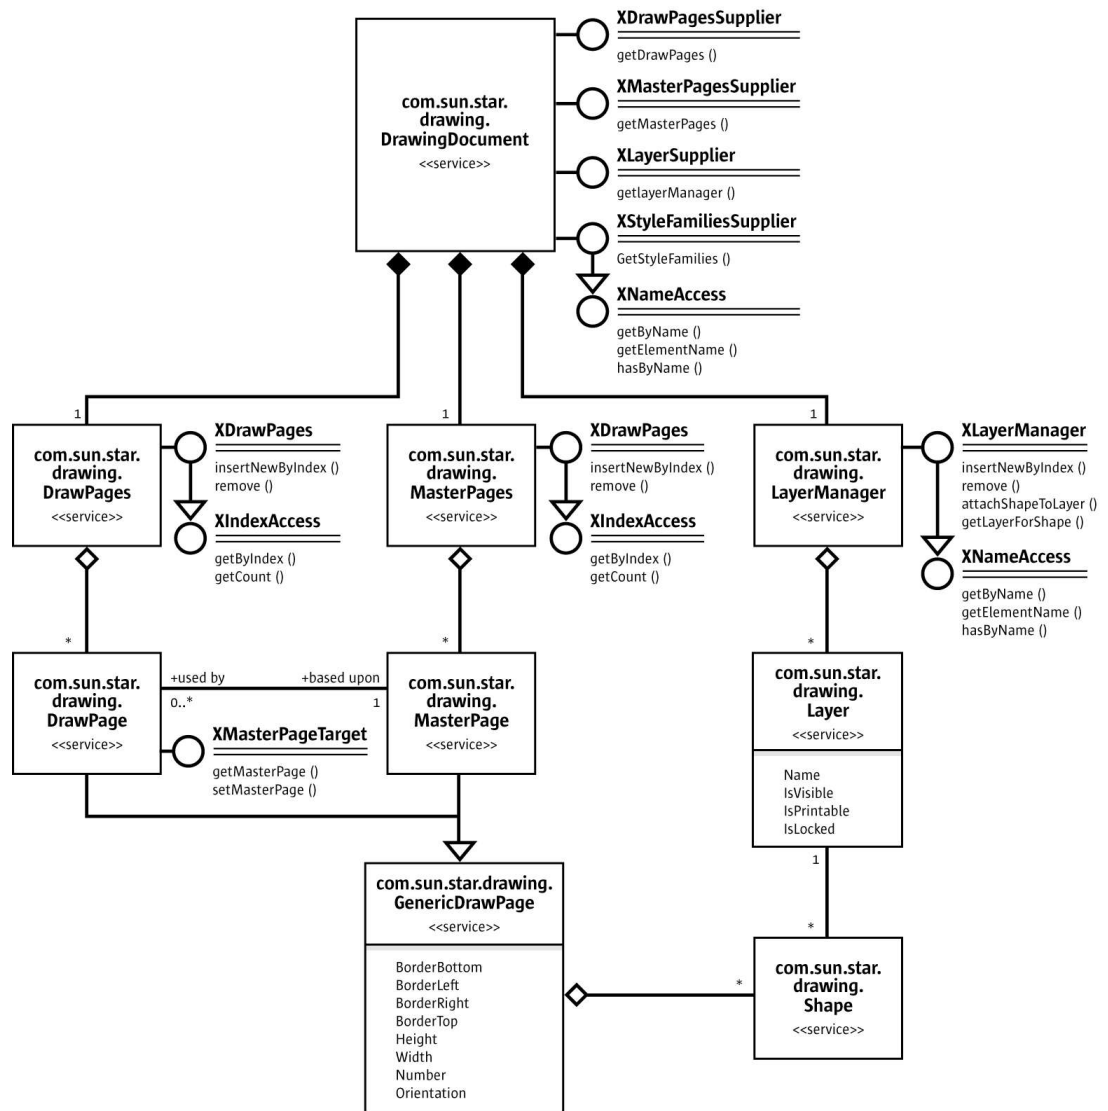 com.sun.star.
drawing.
DrawingDocument
<<service>>
XDrawPagesSupplier
getDrawPages ()
XMasterPagesSupplier
getMasterPages ()
XLayerSupplier
getlayerManager ()
XStyleFamiliesSupplier
GetStyleFamilies ()
XNameAccess
getByName ()
getElementName ()
hasByName ()
1
com.sun.star.
drawing.
DrawPages
<<service>>
XDrawPages
insertNewByIndex ()
remove ()
XIndexAccess
getByIndex ()
getCount ()
1
com.sun.star.
drawing.
MasterPages
<<service>>
XDrawPages
insertNewByIndex ()
remove ()
XIndexAccess
getByIndex ()
getCount ()
1
com.sun.star.
drawing.
LayerManager
<<service>>
XLayerManager
insertNewByIndex ()
remove ()
attachShapeToLayer ()
getLayerForShape ()
XNameAccess
getByName ()
getElementName ()
hasByName ()
*
com.sun.star.
drawing.
DrawPage
<<service>>
+used by
0..*
+based upon
1
XMasterPageTarget
getMasterPage ()
setMasterPage ()
*
com.sun.star.
drawing.
MasterPage
<<service>>
*
com.sun.star.
drawing.
Layer
<<service>>
Name
IsVisible
IsPrintable
IsLocked
1
*
com.sun.star.drawing.
GenericDrawPage
<<service>>
BorderBottom
BorderLeft
BorderRight
BorderTop
Height
Width
Number
Orientation
*
com.sun.star.
drawing.
Shape
<<service>>